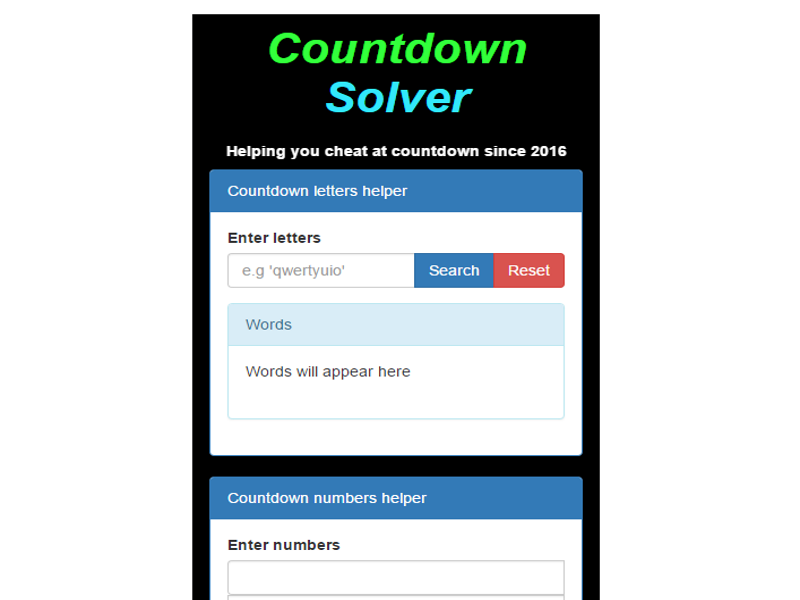 Countdown
Solver
Helping you cheat at countdown since 2016
Countdown letters helper
Enter letters
e.g 'qwertyuio' Search Reset
Words
Words will appear here
Countdown numbers helper
Enter numbers